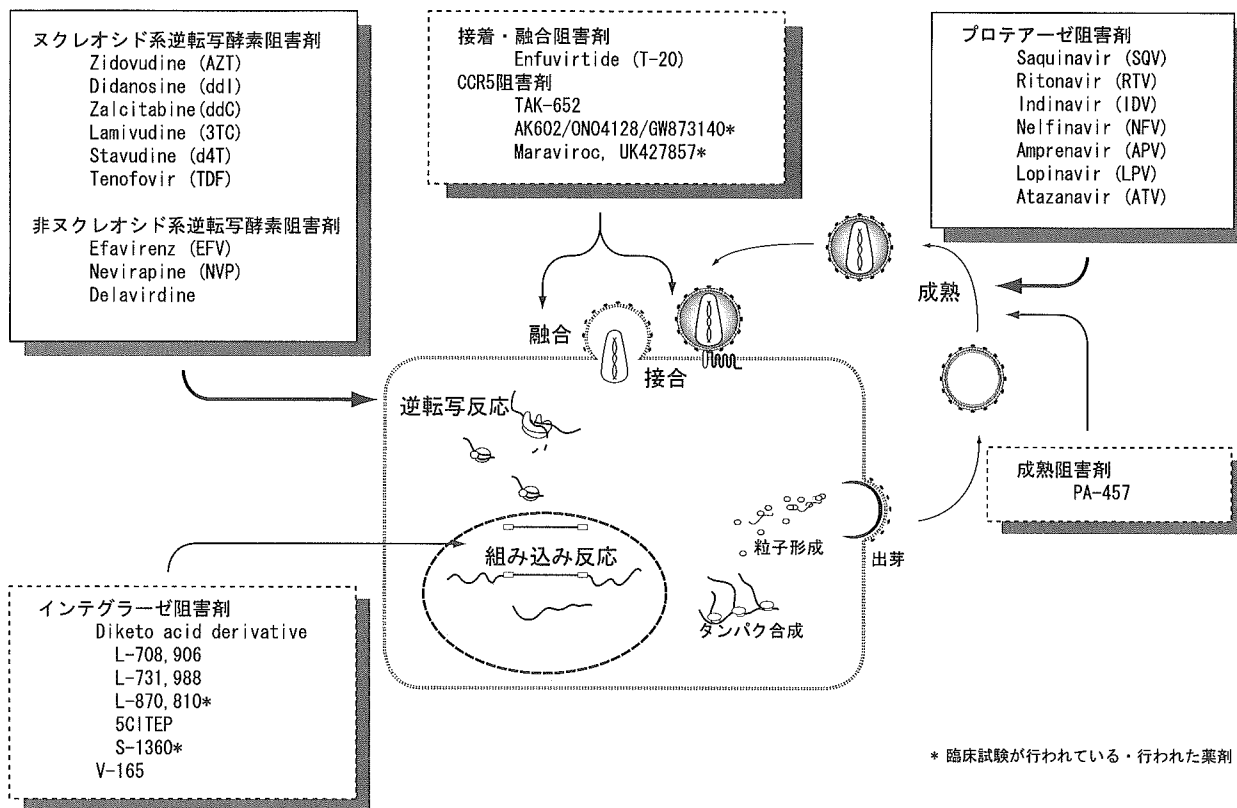 ヌクレオシド系逆転写酵素阻害剤
Zidovudine (AZT)
Didanosine (ddI)
Zalcitabine(ddC)
Lamivudine (3TC)
Stavudine (d4T)
Tenofovir (TDF)
非ヌクレオシド系逆転写酵素阻害剤
Efavirenz (EFV)
Nevirapine (NVP)
Delavirdine
接着・融合阻害剤
Enfuvirtide (T-20)
CCR5阻害剤
TAK-652
AK602/ONO4128/GW873140*
Maraviroc, UK427857*
プロテアーゼ阻害剤
Saquinavir (SQV)
Ritonavir (RTV)
Indinavir (IDV)
Nelfinavir (NFV)
Amprenavir (APV)
Lopinavir (LPV)
Atazanavir (ATV)
成熟
融合
接合
逆転写反応
成熟阻害剤
PA-457
粒子形成
出芽
組み込み反応
タンパク合成
インテグラーゼ阻害剤
Diketo acid derivative
L-708,906
L-731,988
L-870,810*
5CITEP
S-1360*
V-165
* 臨床試験が行われている・行われた薬剤